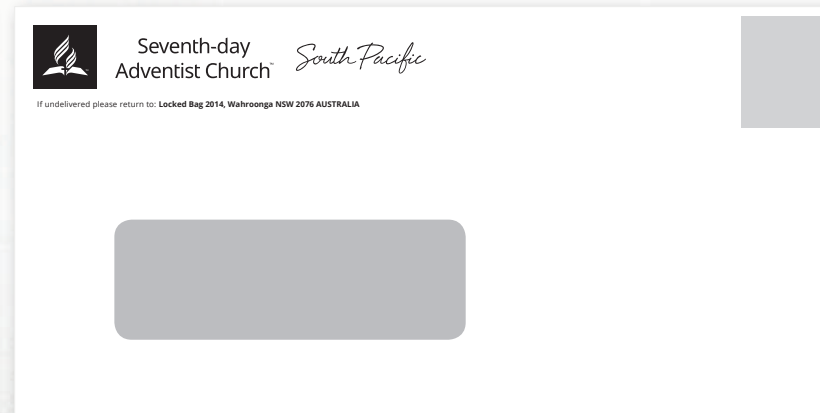 Seventh-day
Adventist Church™
South Pacific
If undelivered please return to: Locked Bag 2014, Wahroonga NSW 2076 AUSTRALIA